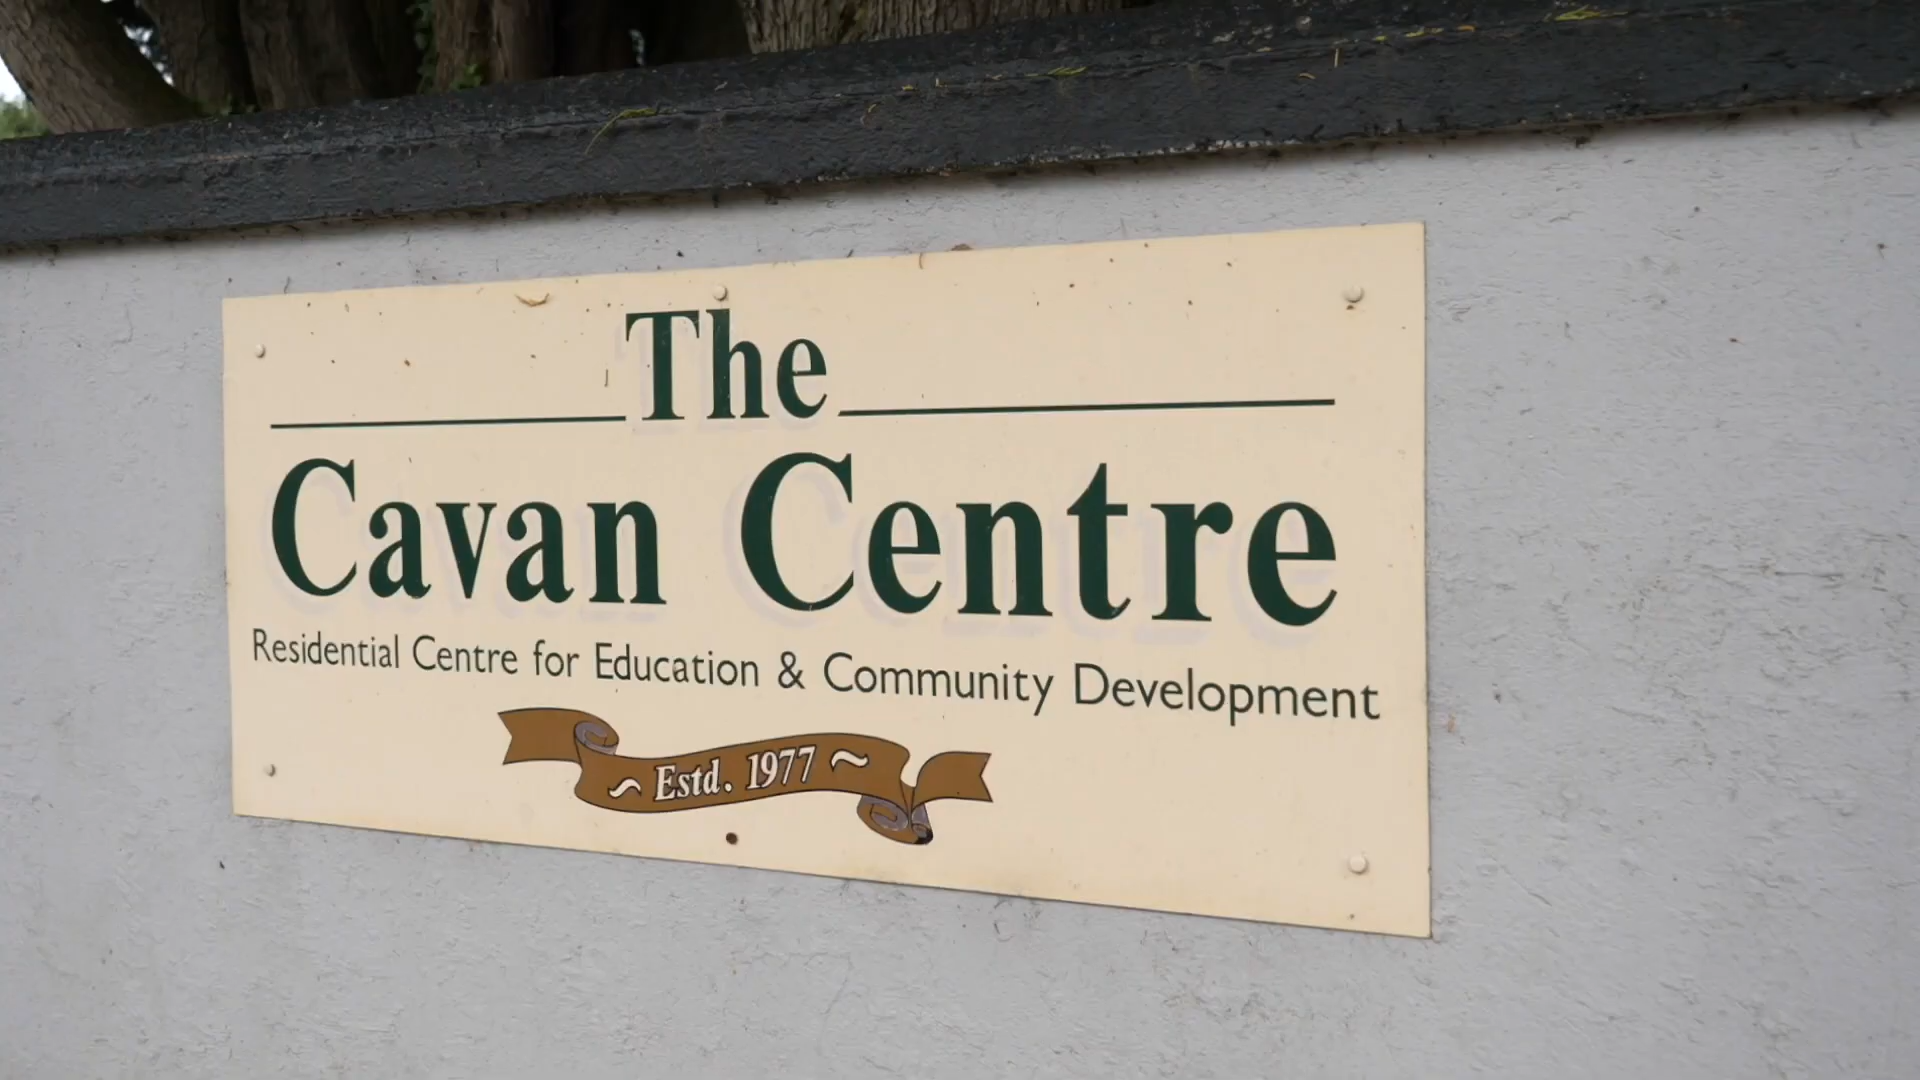 The
Cavan Centre
Residential Centre for Education & Community Development
~ Estd. 1977 ~